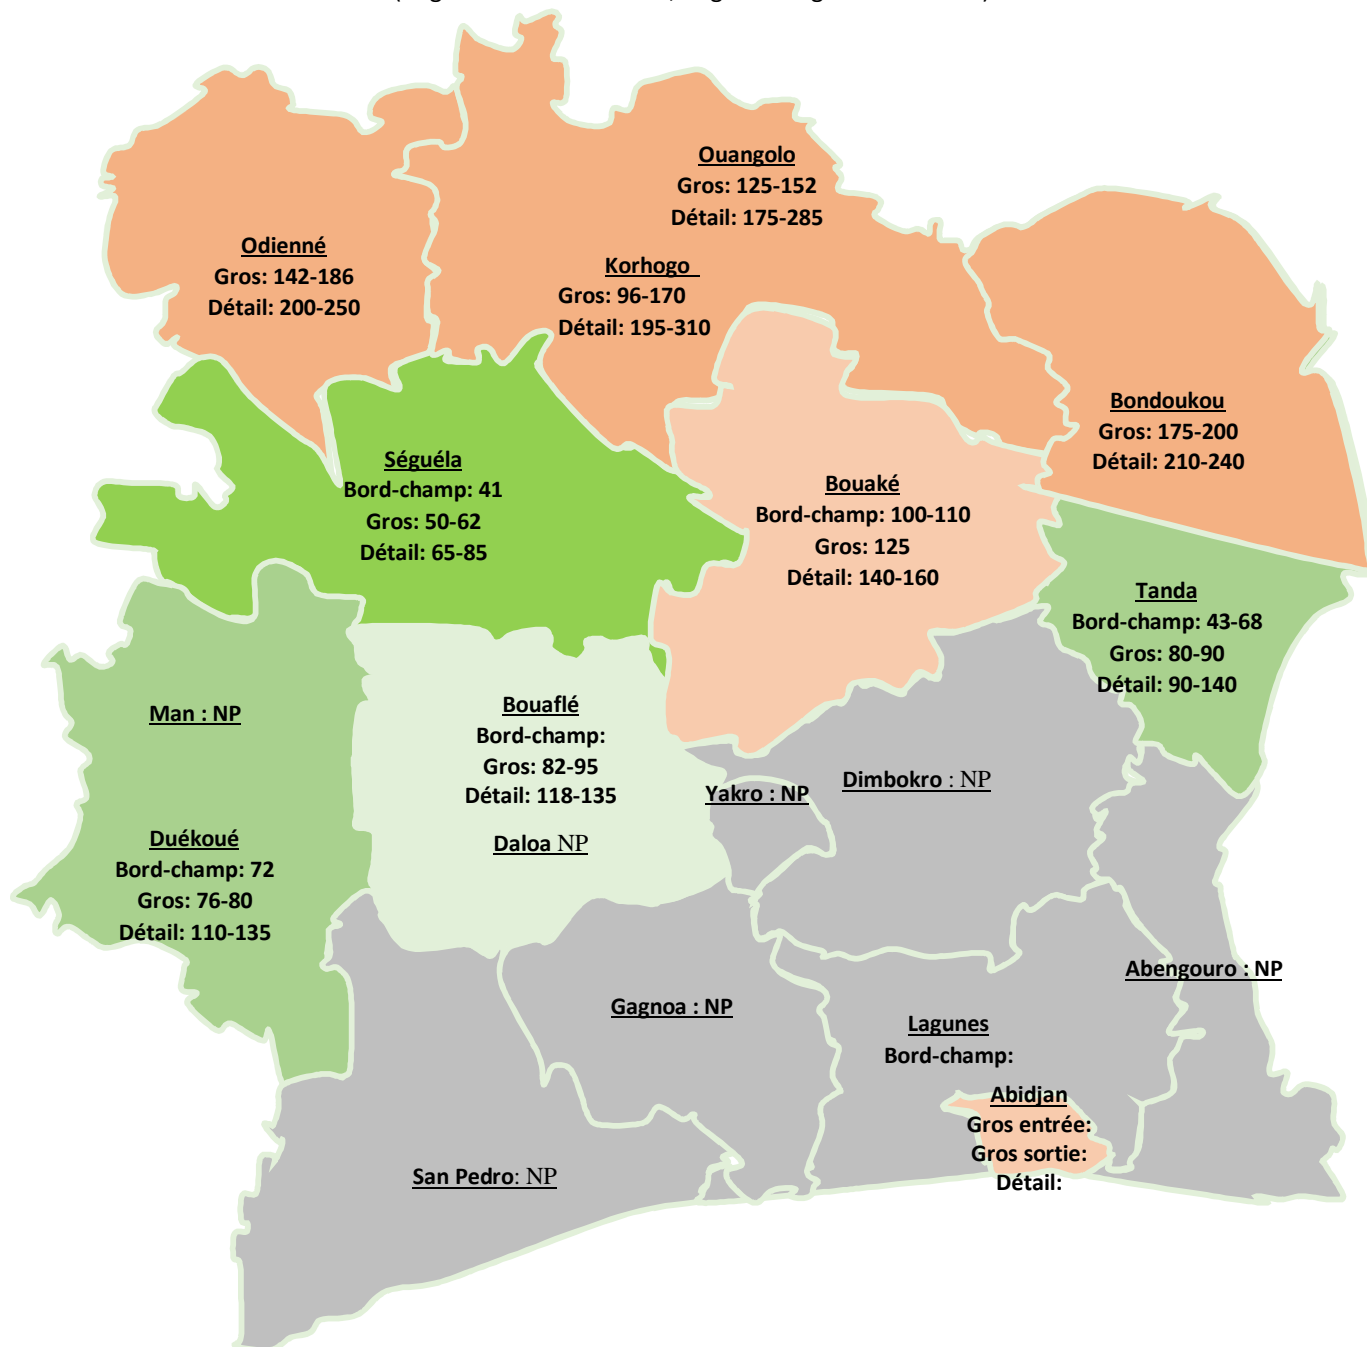 Ouangolo
Gros: 125-152
Détail: 175-285
Odienné
Gros: 142-186
Détail: 200-250
Korhogo
Gros: 96-170
Détail: 195-310
Bondoukou
Gros: 175-200
Détail: 210-240
Séguéla
Bord-champ: 41
Gros: 50-62
Détail: 65-85
Bouaké
Bord-champ: 100-110
Gros: 125
Détail: 140-160
Tanda
Bord-champ: 43-68
Gros: 80-90
Détail: 90-140
Man : NP
Bouaflé
Bord-champ:
Gros: 82-95
Détail: 118-135
Yakro : NP
Dimbokro : NP
Daloa NP
Duékoué
Bord-champ: 72
Gros: 76-80
Détail: 110-135
Abengouro : NP
Gagnoa : NP
Lagunes
Bord-champ:
Abidjan
Gros entrée:
Gros sortie:
Détail:
San Pedro: NP